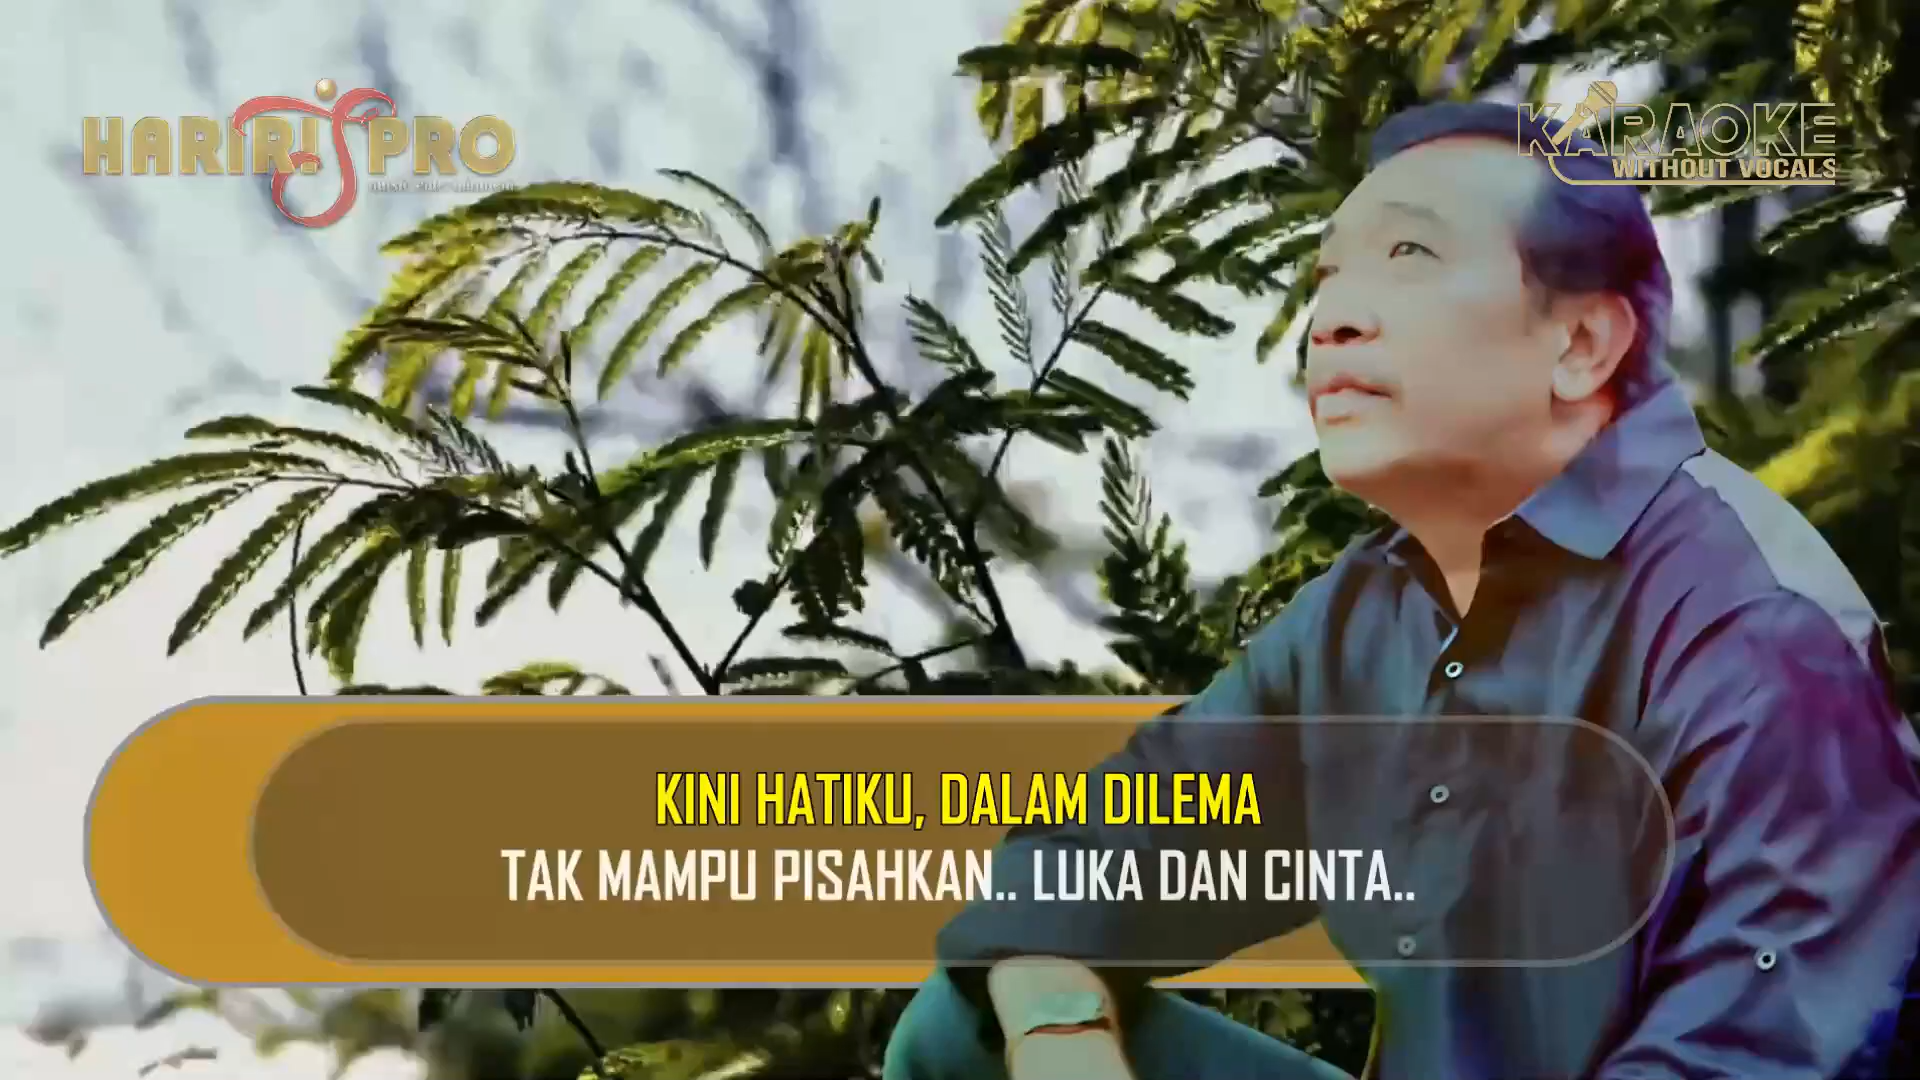 HARIRI PRO
KARAOKE
WITHOUT VOCALS
KINI HATIKU, DALAM DILEMA
TAK MAMPU PISAHKAN.. LUKA DAN CINTA..